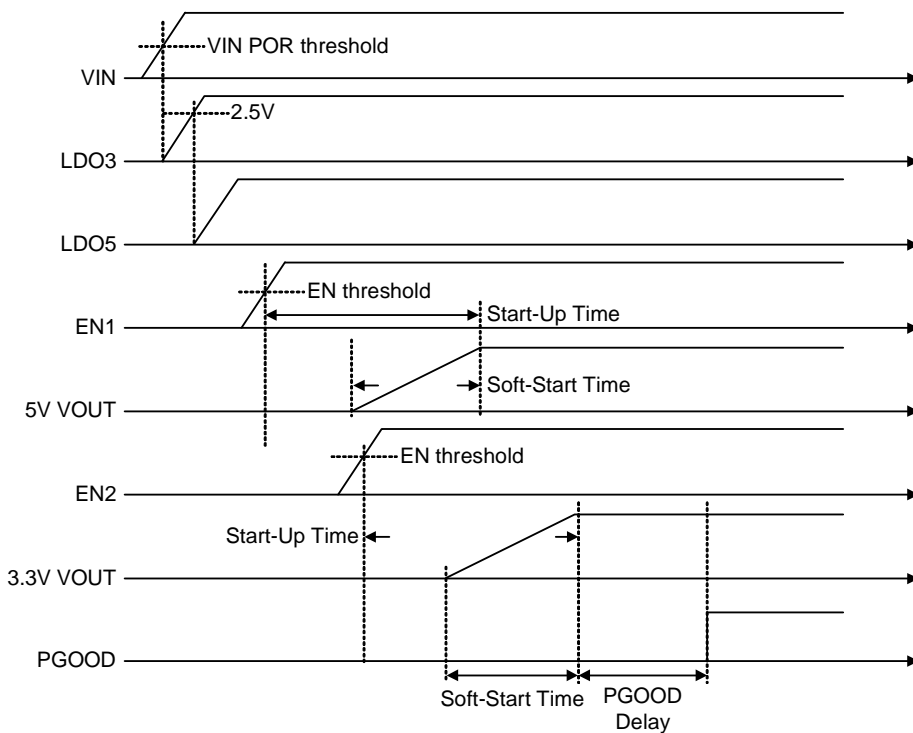 VIN POR threshold
VIN
2.5V
LDO3
LDO5
EN threshold
Start-Up Time
EN1
Soft-Start Time
5V VOUT
EN threshold
EN2
Start-Up Time
3.3V VOUT
PGOOD
Soft-Start Time
PGOOD
Delay